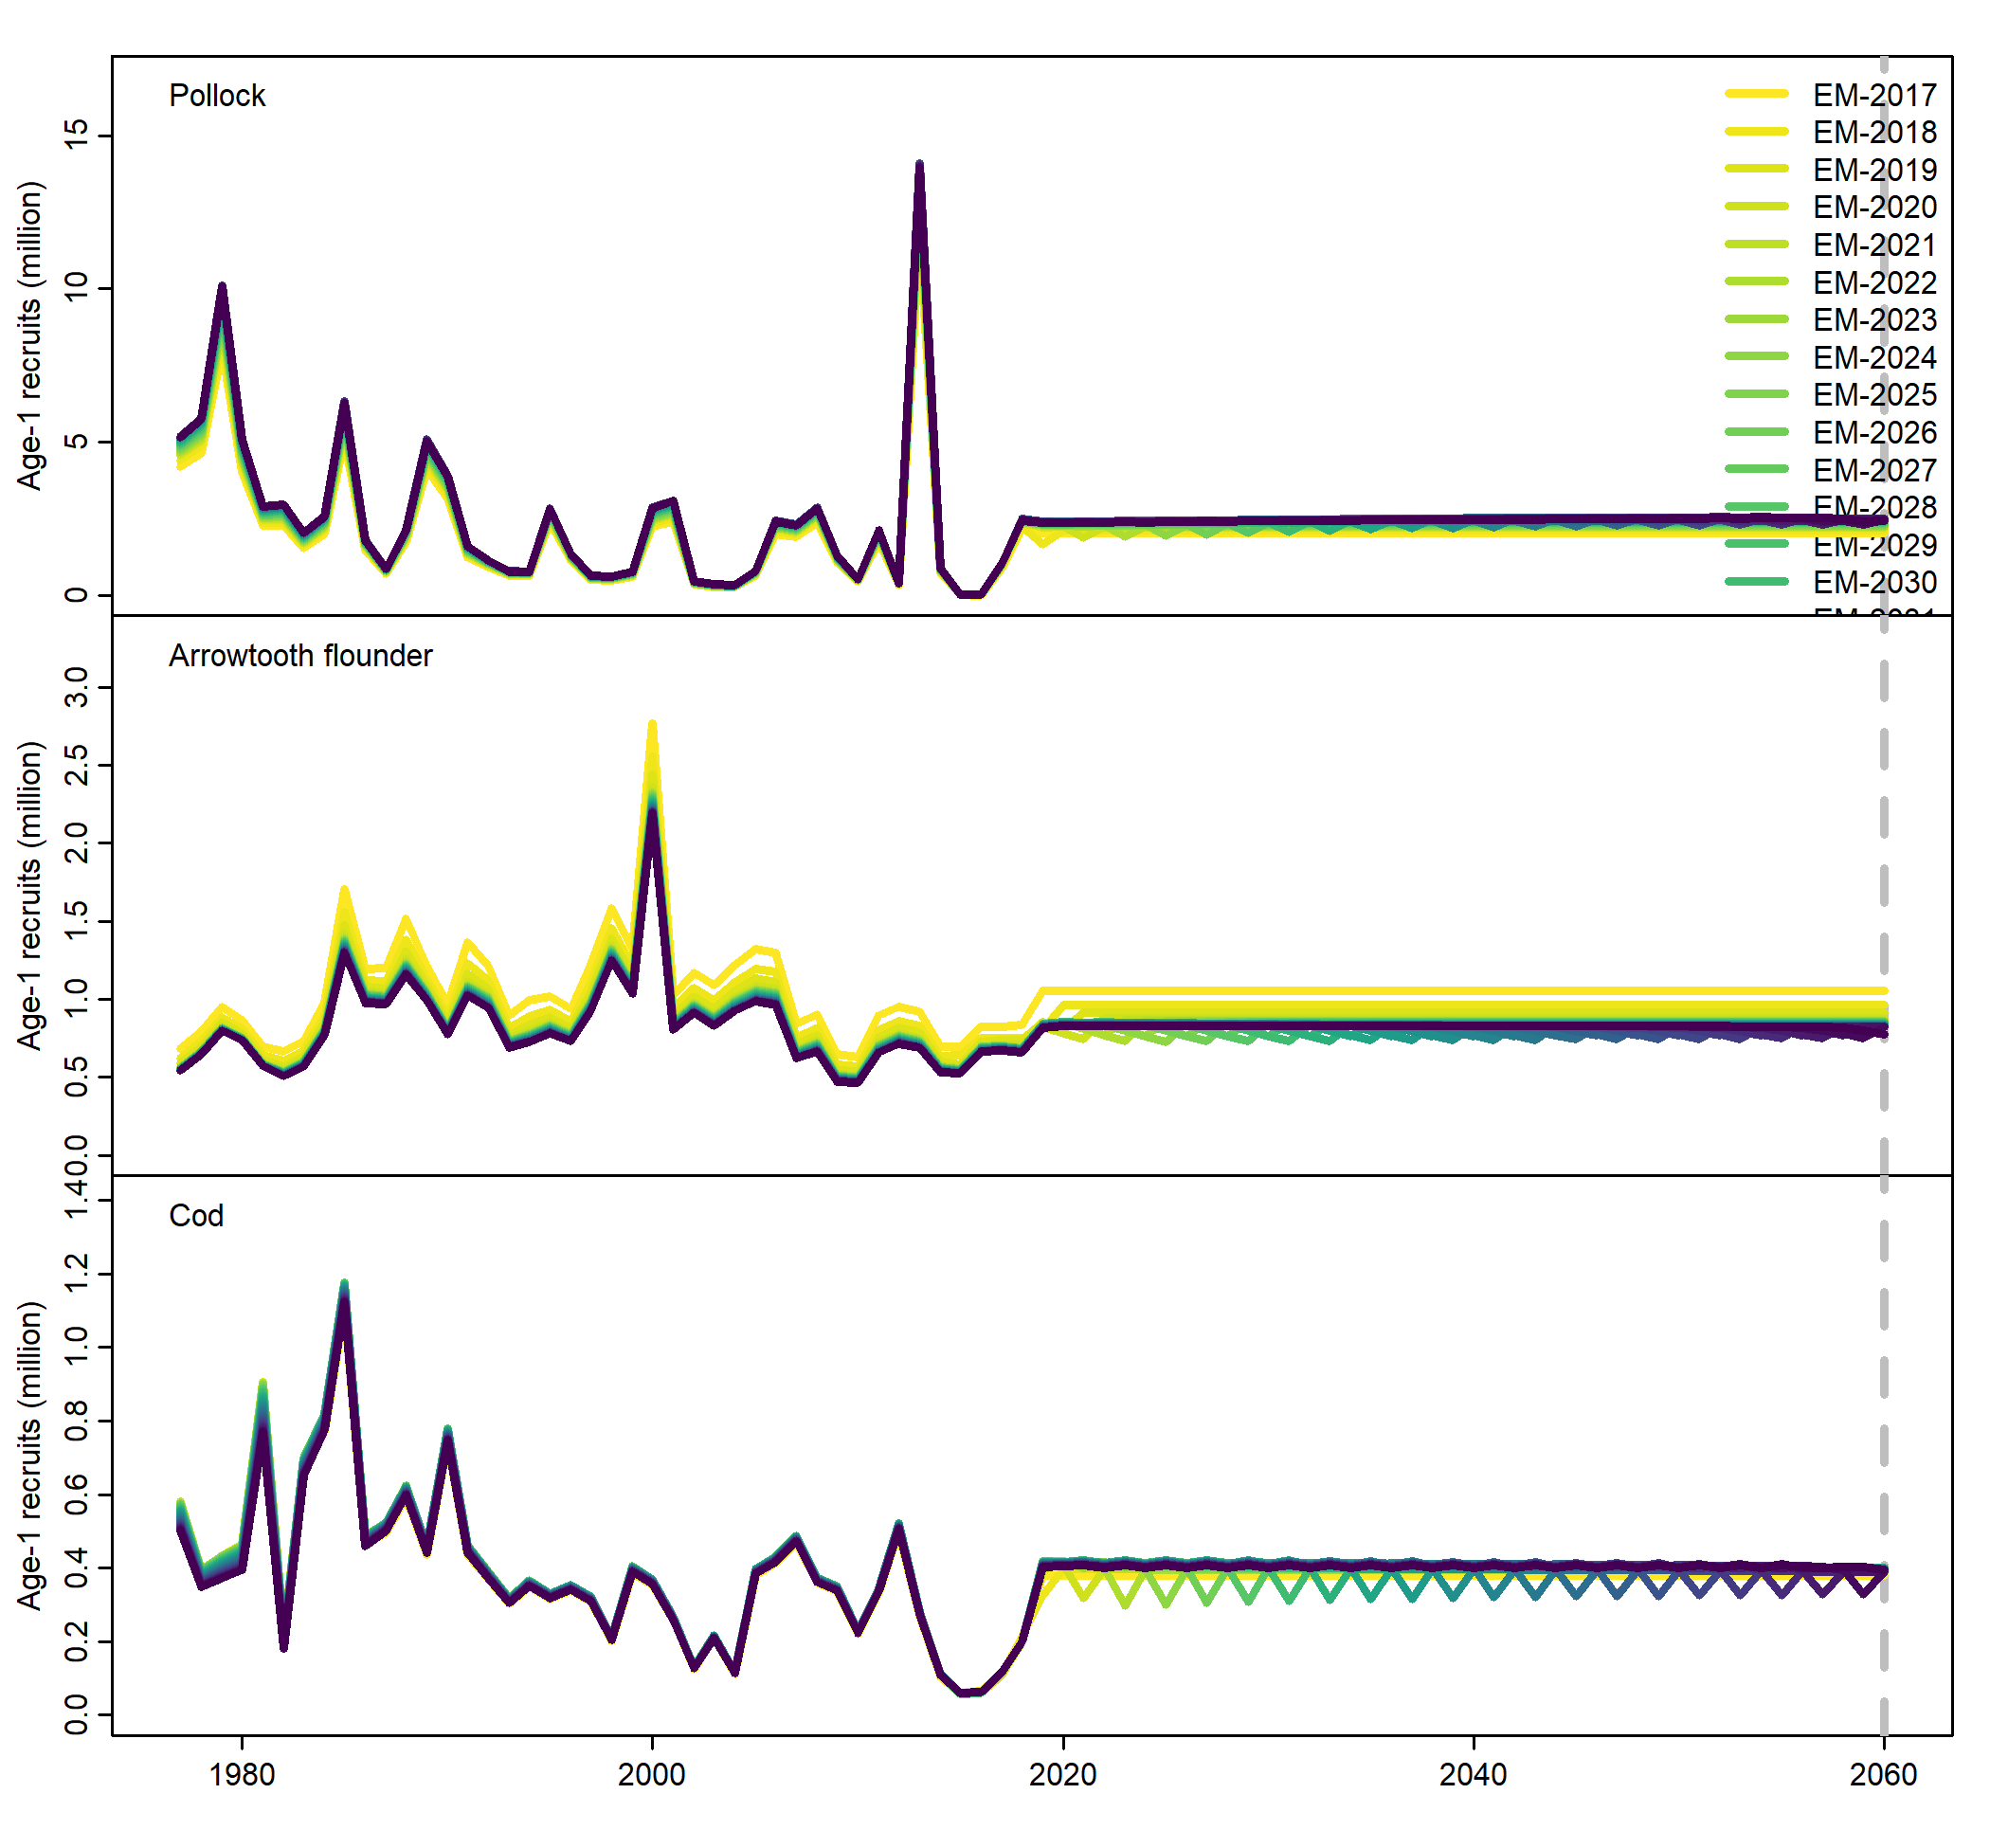 Pollock
Age-1 recruits (million)
15
10
5
0
EM-2017
EM-2018
EM-2019
EM-2020
EM-2021
EM-2022
EM-2023
EM-2024
EM-2025
EM-2026
EM-2027
EM-2028
EM-2029
EM-2030
Arrowtooth flounder
Age-1 recruits (million)
3.0
2.5
2.0
1.5
1.0
0.5
0.0
Cod
Age-1 recruits (million)
1.4
1.2
1.0
0.8
0.6
0.4
0.2
0.0
1980 2000 2020 2040 2060